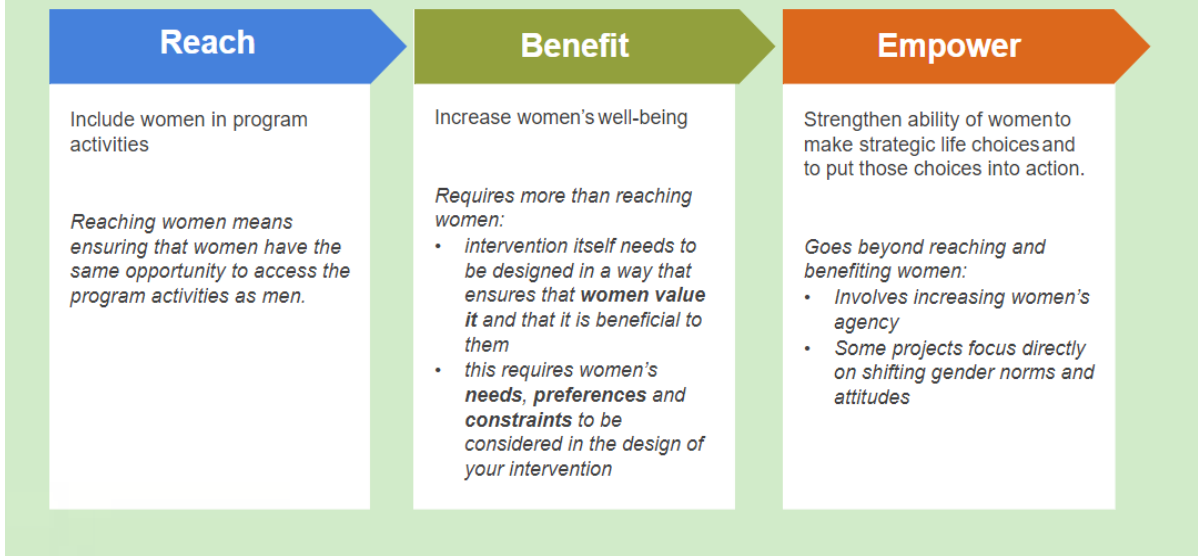 Reach
Include women in program
activities
Reaching women means
ensuring that women have the
same opportunity to access the
program activities as men.
Benefit
Increase women's well-being
Requires more than reaching
women:
• intervention itself needs to
be designed in a way that
ensures that women value
it and that it is beneficial to
them
• this requires women's
needs, preferences and
constraints to be
considered in the design of
your intervention
Empower
Strengthen ability of womento
make strategic life choicesand
to put those choices into action.
Goes beyond reaching and
benefiting women:
• Involves increasing women's
agency
• Some projects focus directly
on shifting gender norms and
attitudes